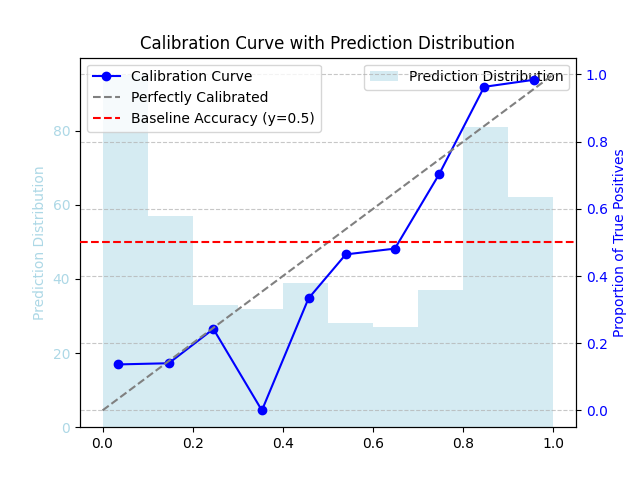 Calibration Curve with Prediction Distribution
Calibration Curve
Perfectly Calibrated
Baseline Accuracy (y=0.5)
Prediction Distribution
Prediction Distribution
80
60
40
20
0
0.0 0.2 0.4 0.6 0.8 1.0
1.0
0.8
0.6
0.4
0.2
0.0
Proportion of True Positives